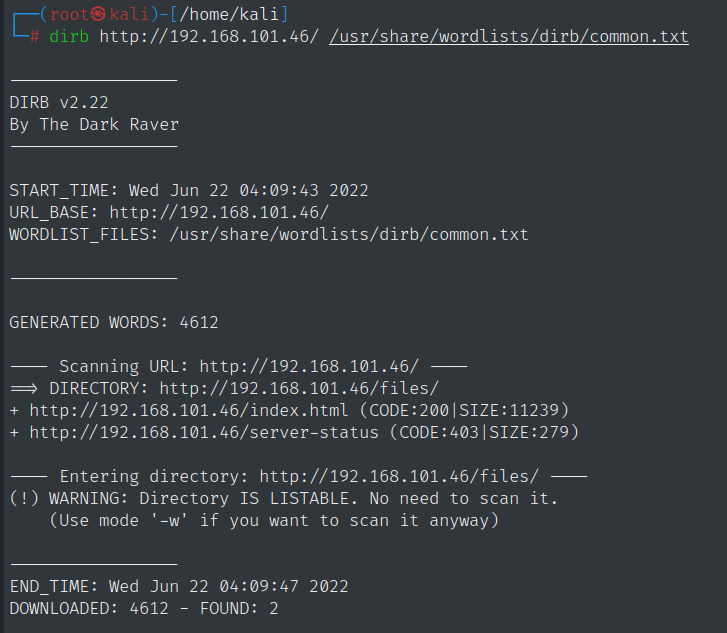 ┌──(root㉿kali)-[/home/kali]
└─# dirb http://192.168.101.46/ /usr/share/wordlists/dirb/common.txt
-----------------
DIRB v2.22
By The Dark Raver
-----------------
START_TIME: Wed Jun 22 04:09:43 2022
URL_BASE: http://192.168.101.46/
WORDLIST_FILES: /usr/share/wordlists/dirb/common.txt
-----------------
GENERATED WORDS: 4612
---- Scanning URL: http://192.168.101.46/ ----
==> DIRECTORY: http://192.168.101.46/files/
+ http://192.168.101.46/index.html (CODE:200|SIZE:11239)
+ http://192.168.101.46/server-status (CODE:403|SIZE:279)
---- Entering directory: http://192.168.101.46/files/ ----
(!) WARNING: Directory IS LISTABLE. No need to scan it.
(Use mode '-w' if you want to scan it anyway)
-----------------
END_TIME: Wed Jun 22 04:09:47 2022
DOWNLOADED: 4612 - FOUND: 2